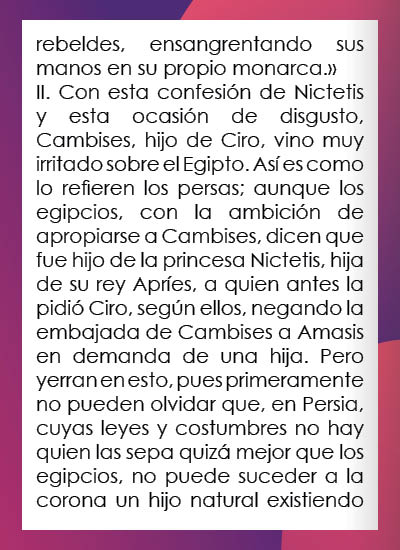 rebeldes, ensangrentando sus
manos en su propio monarca.»
II. Con esta confesión de Nictetis
y esta ocasión de disgusto,
Cambises, hijo de Ciro, vino muy
irritado sobre el Egipto. Así es como
lo refieren los persas; aunque los
egipcios, con la ambición de
apropiarse a Cambises, dicen que
fue hijo de la princesa Nictetis, hija
de su rey Apríes, a quien antes la
pidió Ciro, según ellos, negando la
embajada de Cambises a Amasis
en demanda de una hija. Pero
yerran en esto, pues primeramente
no pueden olvidar que, en Persia,
cuyas leyes y costumbres no hay
quien las sepa quizá mejor que los
egipcios, no puede suceder a la
corona un hijo natural existiendo